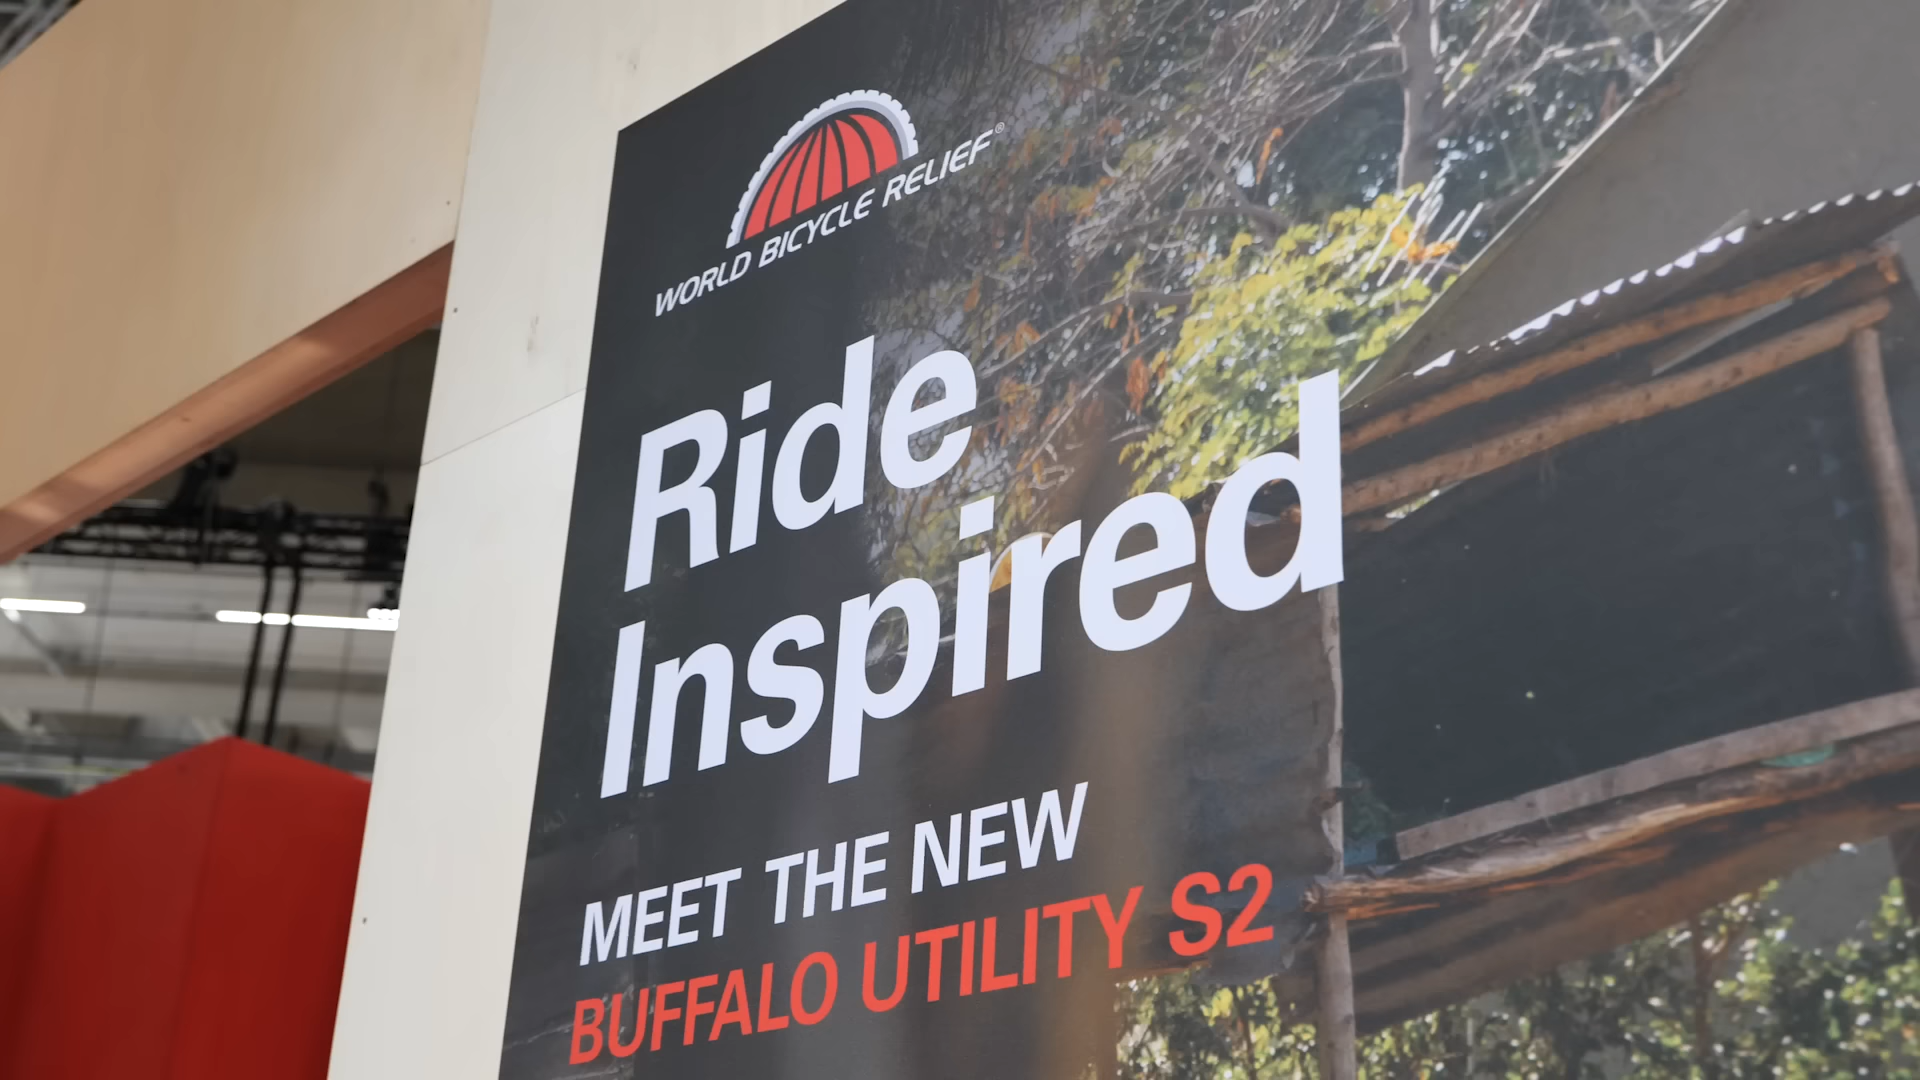 WORLD BICYCLE RELIEF®
Ride
Inspired
MEET THE NEW
BUFFALO UTILITY S2